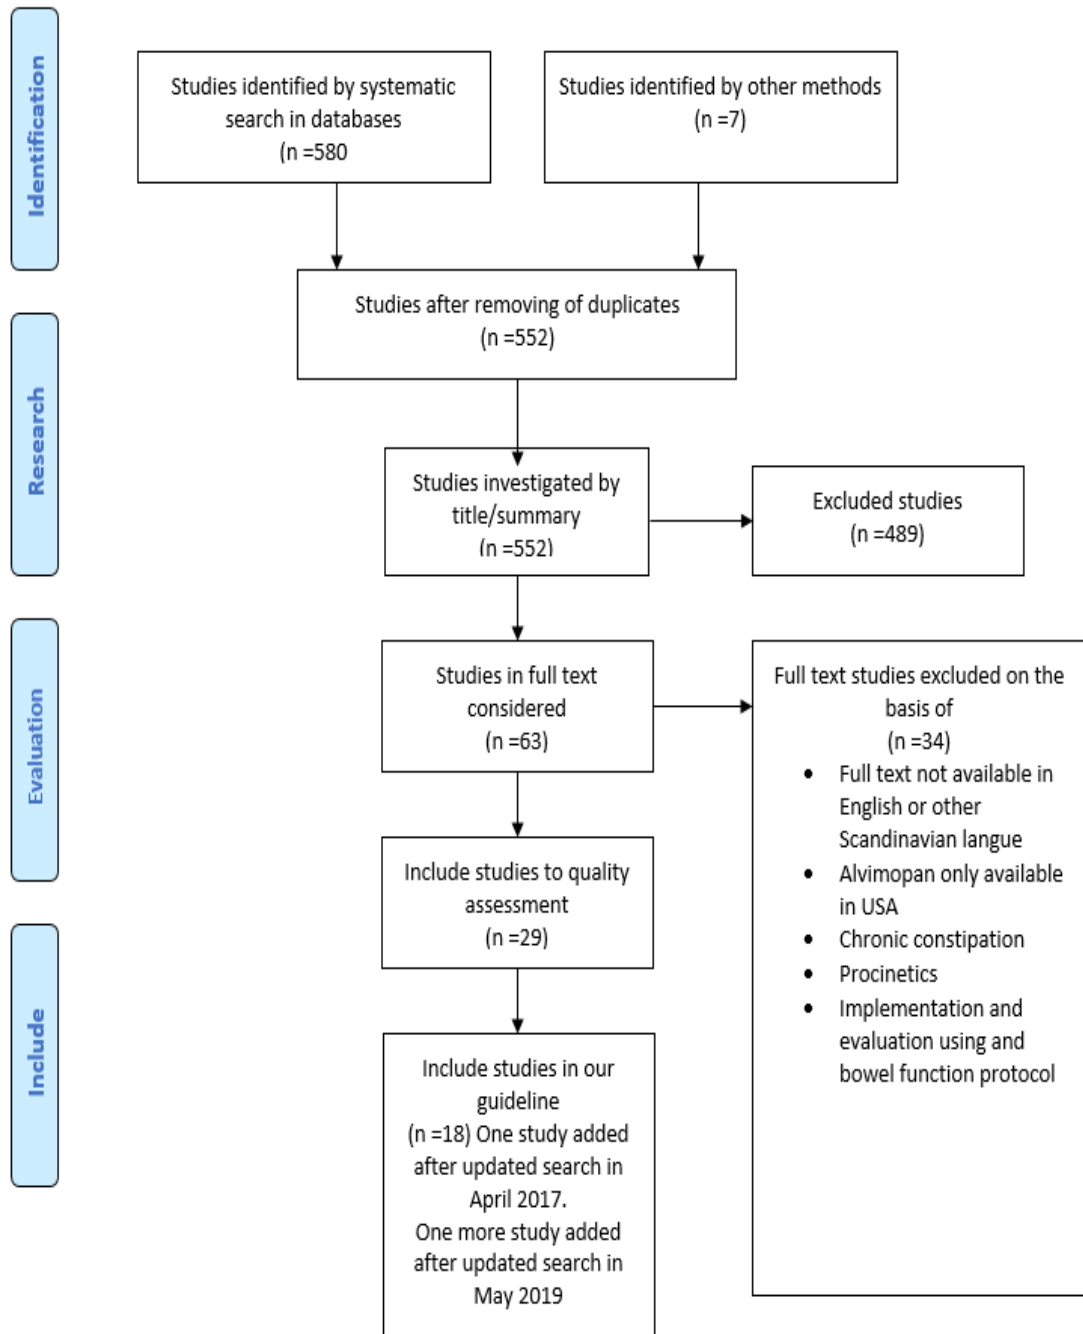 Identification
Studies identified by systematic
search in databases
(n =580
Studies identified by other methods
(n =7)
Studies after removing of duplicates
(n =552)
Research
Studies investigated by
title/summary
(n =552)
Excluded studies
(n =489)
Evaluation
Studies in full text
considered
(n =63)
Full text studies excluded on the
basis of
(n =34)
• Full text not available in
English or other
Scandinavian langue
• Alvimopan only available
in USA
• Chronic constipation
• Procinetics
• Implementation and
evaluation using and
bowel function protocol
Include studies to quality
assessment
(n =29)
Include
Include studies in our
guideline
(n =18) One study added
after updated search in
April 2017.
One more study added
after updated search in
May 2019